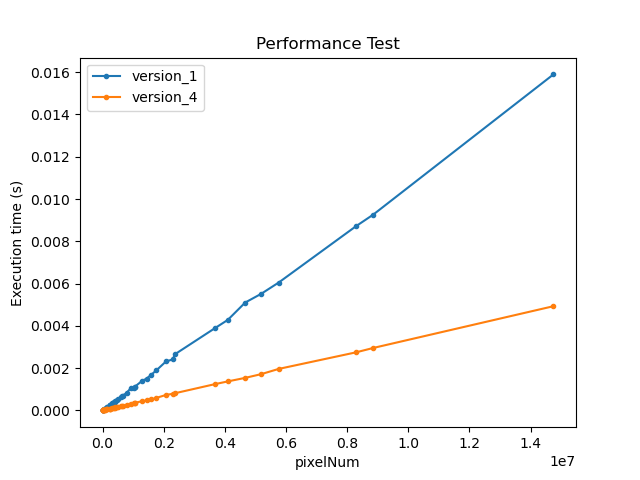 Performance Test
version_1
version_4
Execution time (s)
0.016
0.014
0.012
0.010
0.008
0.006
0.004
0.002
0.000
0.0 0.2 0.4 0.6 0.8 1.0 1.2 1.4
1e7
pixelNum